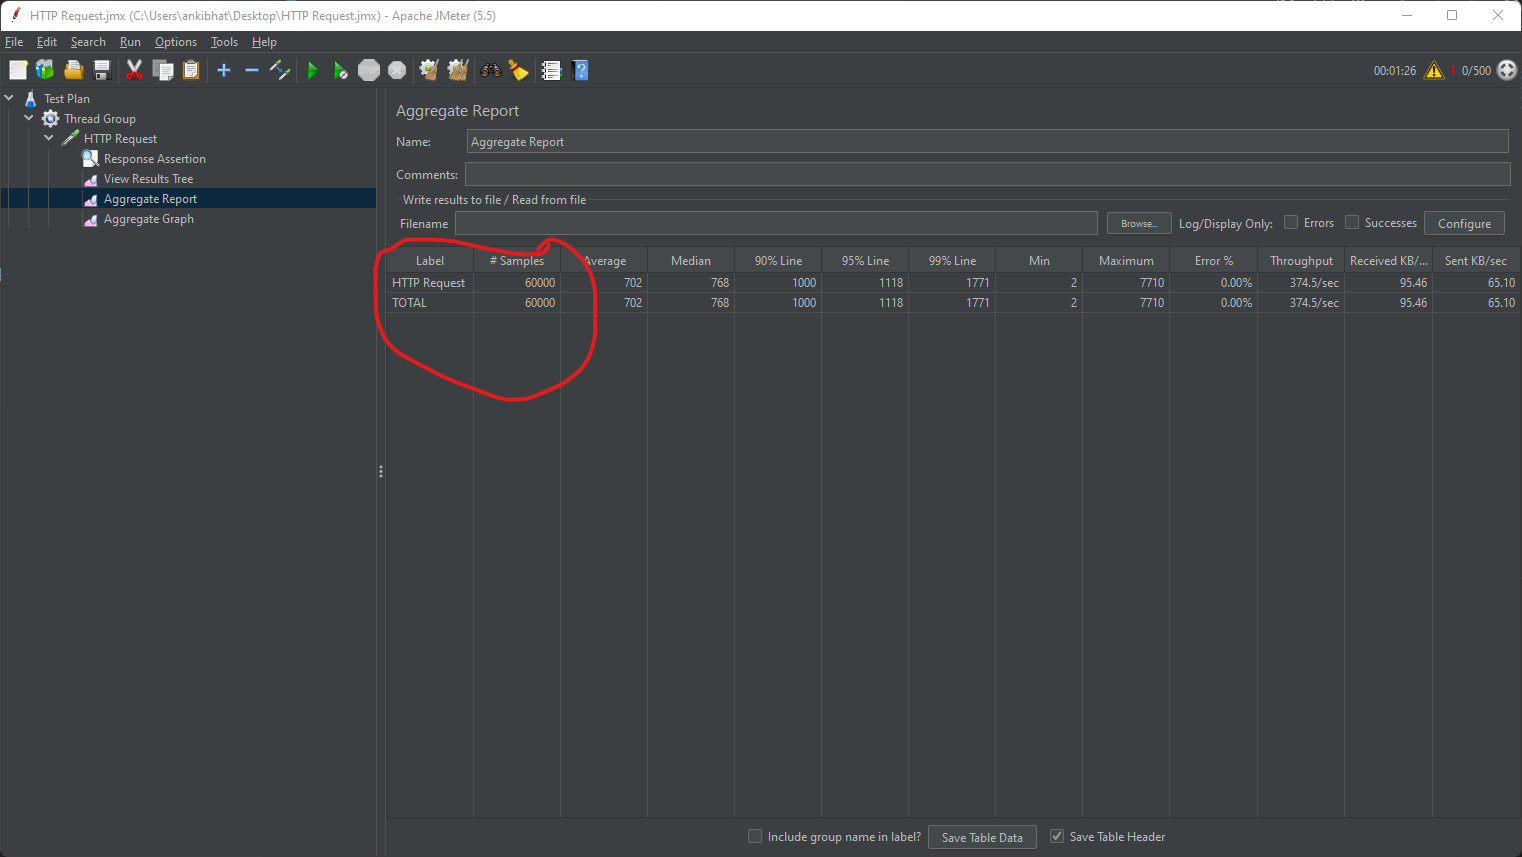 HTTP Request.jmx (C:\Users\ankibhat\Desktop\HTTP Request.jmx) - Apache JMeter (5.5)
File Edit Search Run Options Tools Help
STOP
00:01:26 1 0/500
Test Plan
Thread Group
HTTP Request
Response Assertion
View Results Tree
Aggregate Report
Aggregate Graph
Aggregate Report
Name: Aggregate Report
Comments:
Write results to file / Read from file
Filename Browse... Log/Display Only: Errors Successes Configure
Label # Samples Average Median 90% Line 95% Line 99% Line Min Maximum Error % Throughput Received KB/... Sent KB/sec
HTTP Request 60000 702 768 1000 1118 1771 2 7710 0.00% 374.5/sec 95.46 65.10
TOTAL 60000 702 768 1000 1118 1771 2 7710 0.00% 374.5/sec 95.46 65.10
Include group name in label? Save Table Data Save Table Header